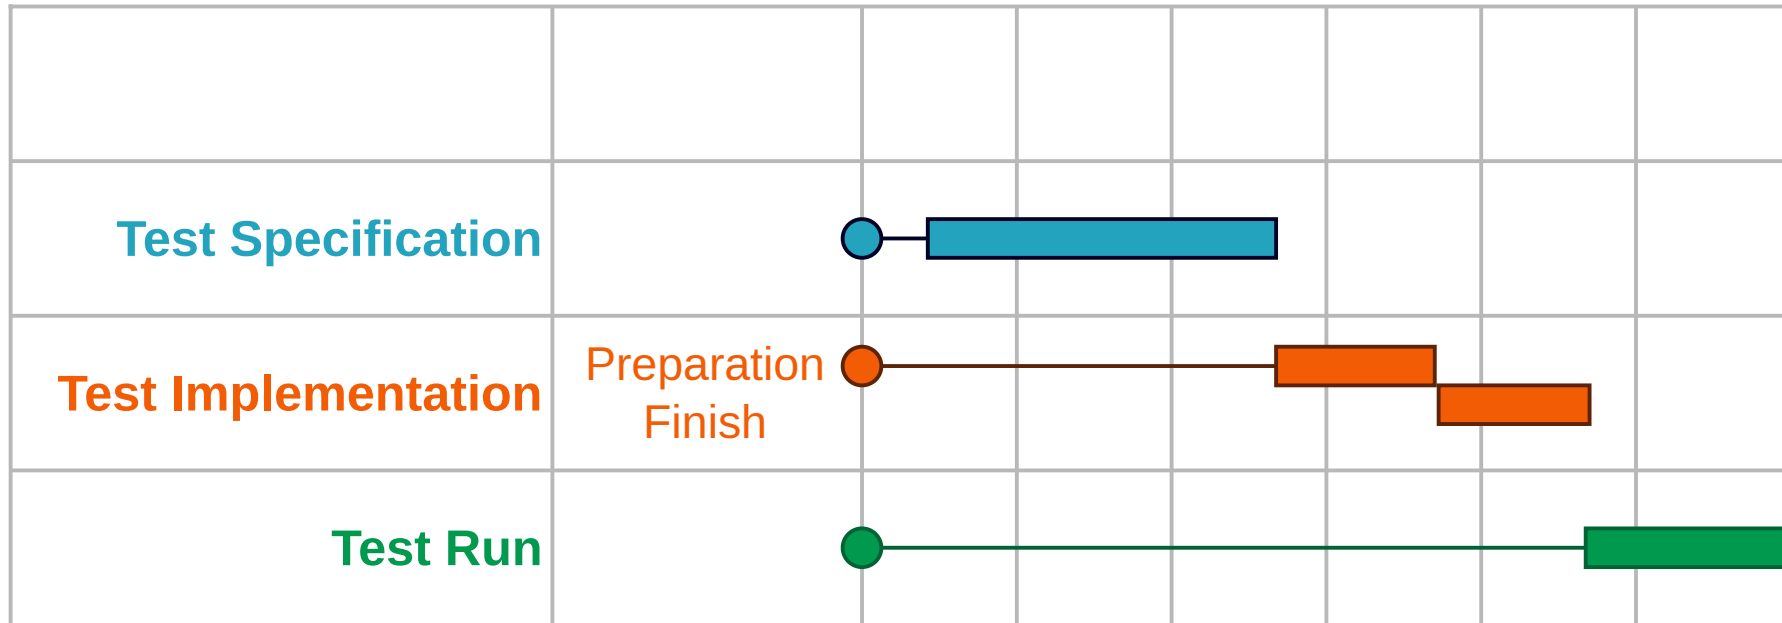 Test Specification
Test Implementation
Preparation
Finish
Test Run